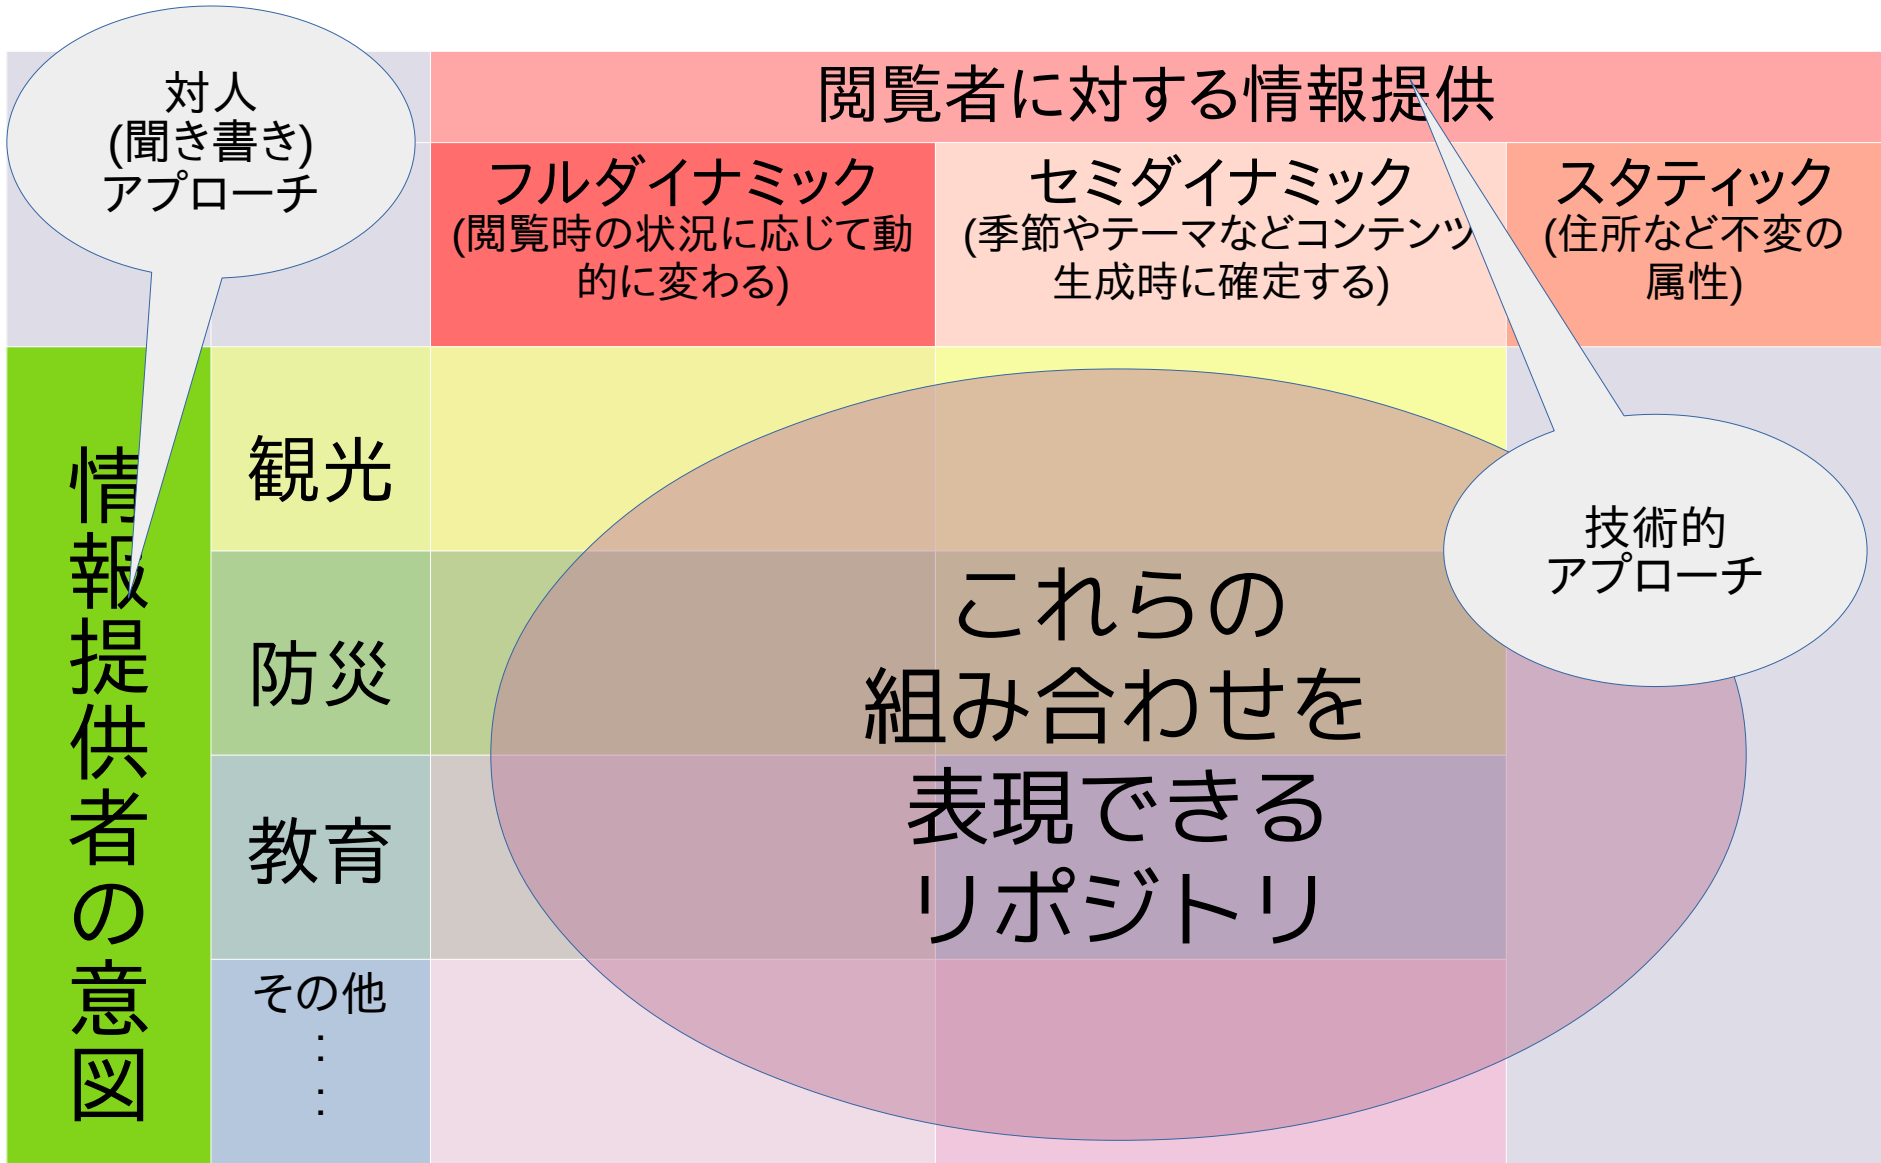 対人
(聞き書き)
アプローチ
閲覧者に対する情報提供
フルダイナミック
(閲覧時の状況に応じて動
的に変わる)
セミダイナミック
(季節やテーマなどコンテンツ
生成時に確定する)
スタティック
(住所など不変の
属性)
情報提供者の意図
観光
防災
教育
その他
:
:
これらの
組み合わせを
表現できる
リポジトリ
技術的
アプローチ